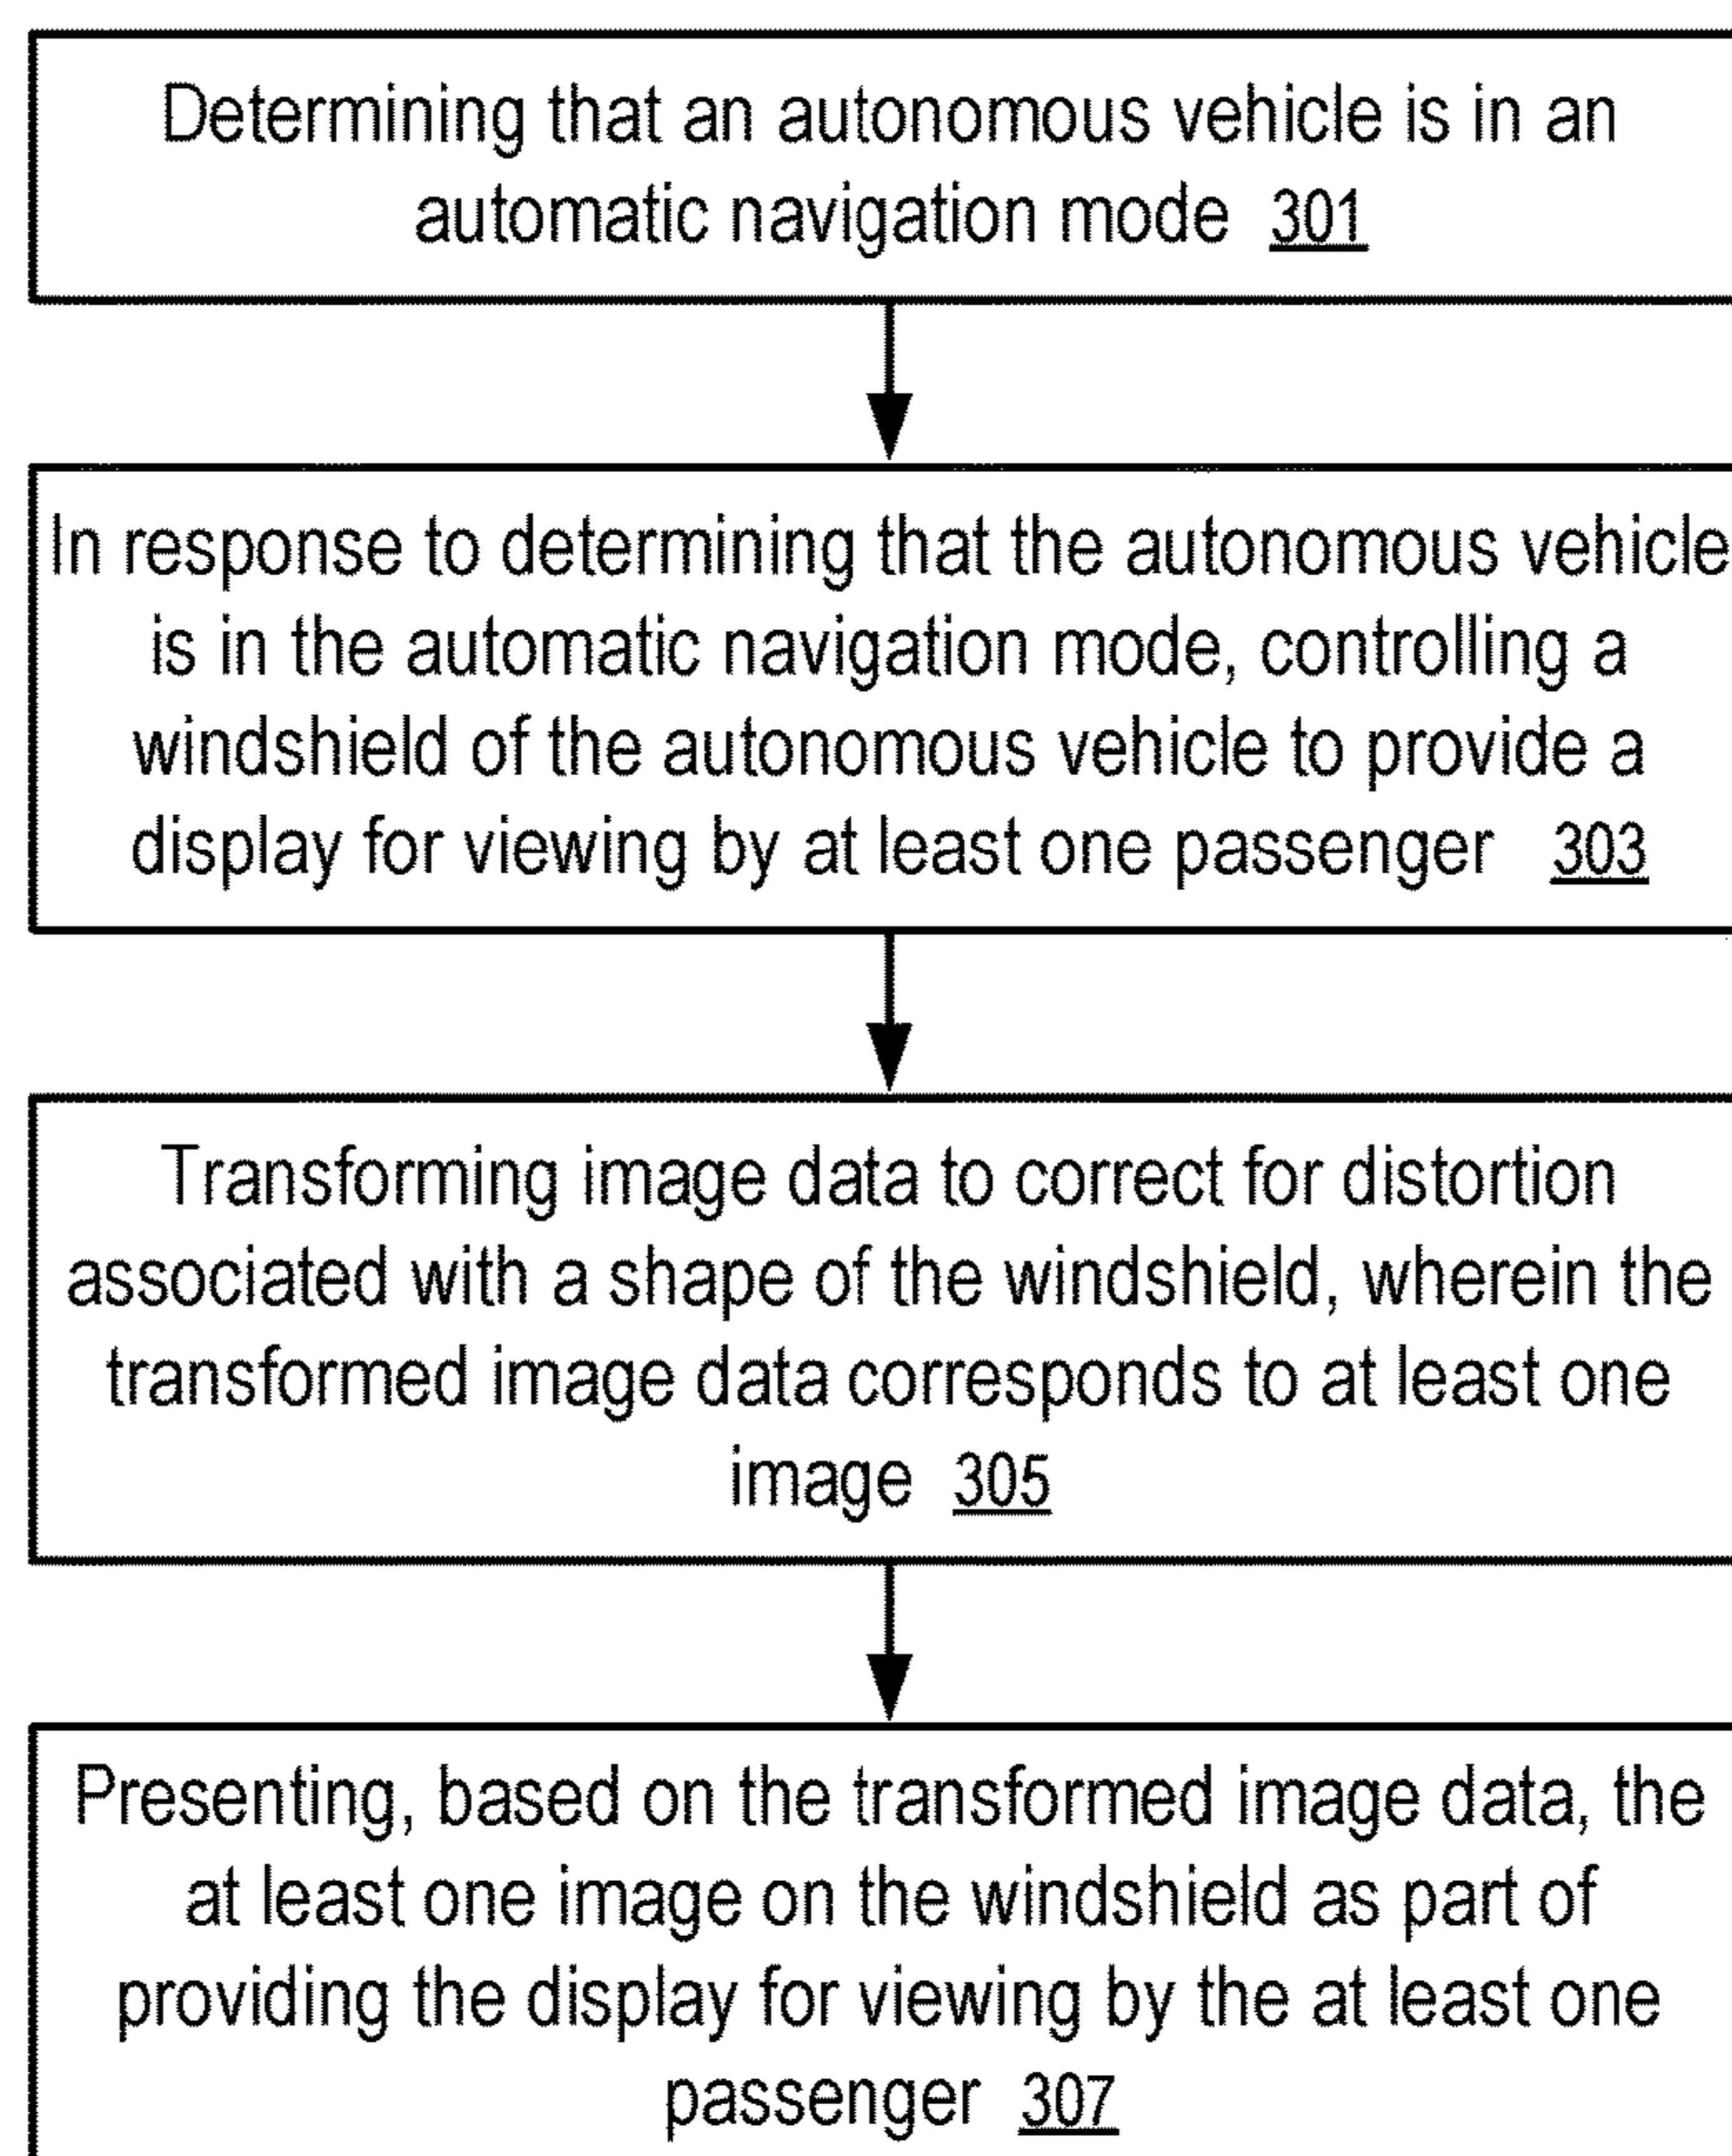 Determining that an autonomous vehicle is in an
automatic navigation mode 301
In response to determining that the autonomous vehicle
is in the automatic navigation mode, controlling a
windshield of the autonomous vehicle to provide a
display for viewing by at least one passenger 303
Transforming image data to correct for distortion
associated with a shape of the windshield, wherein the
transformed image data corresponds to at least one
image 305
Presenting, based on the transformed image data, the
at least one image on the windshield as part of
providing the display for viewing by the at least one
passenger 307